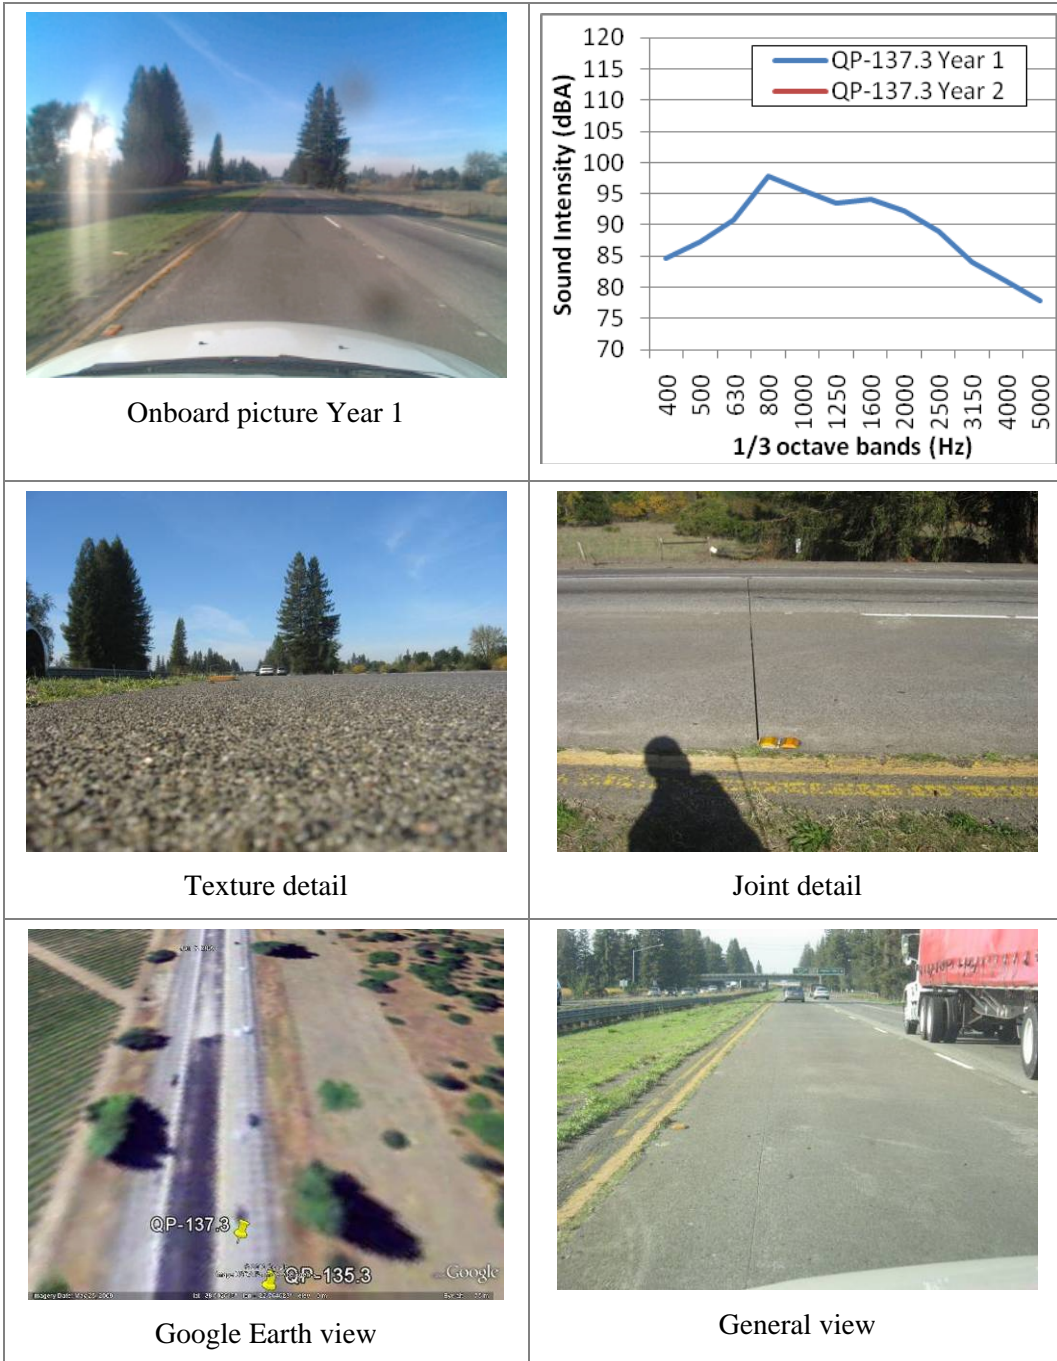 120
115
110
105
100
95
90
85
80
75
70
Sound Intensity (dBA)
QP-137.3 Year 1
QP-137.3 Year 2
400
500
630
800
1000
1250
1600
2000
2500
3150
4000
5000
1/3 octave bands (Hz)
Onboard picture Year 1
Texture detail
Joint detail
QP-137.3
QP-135.3
Google
Google Earth view
General view